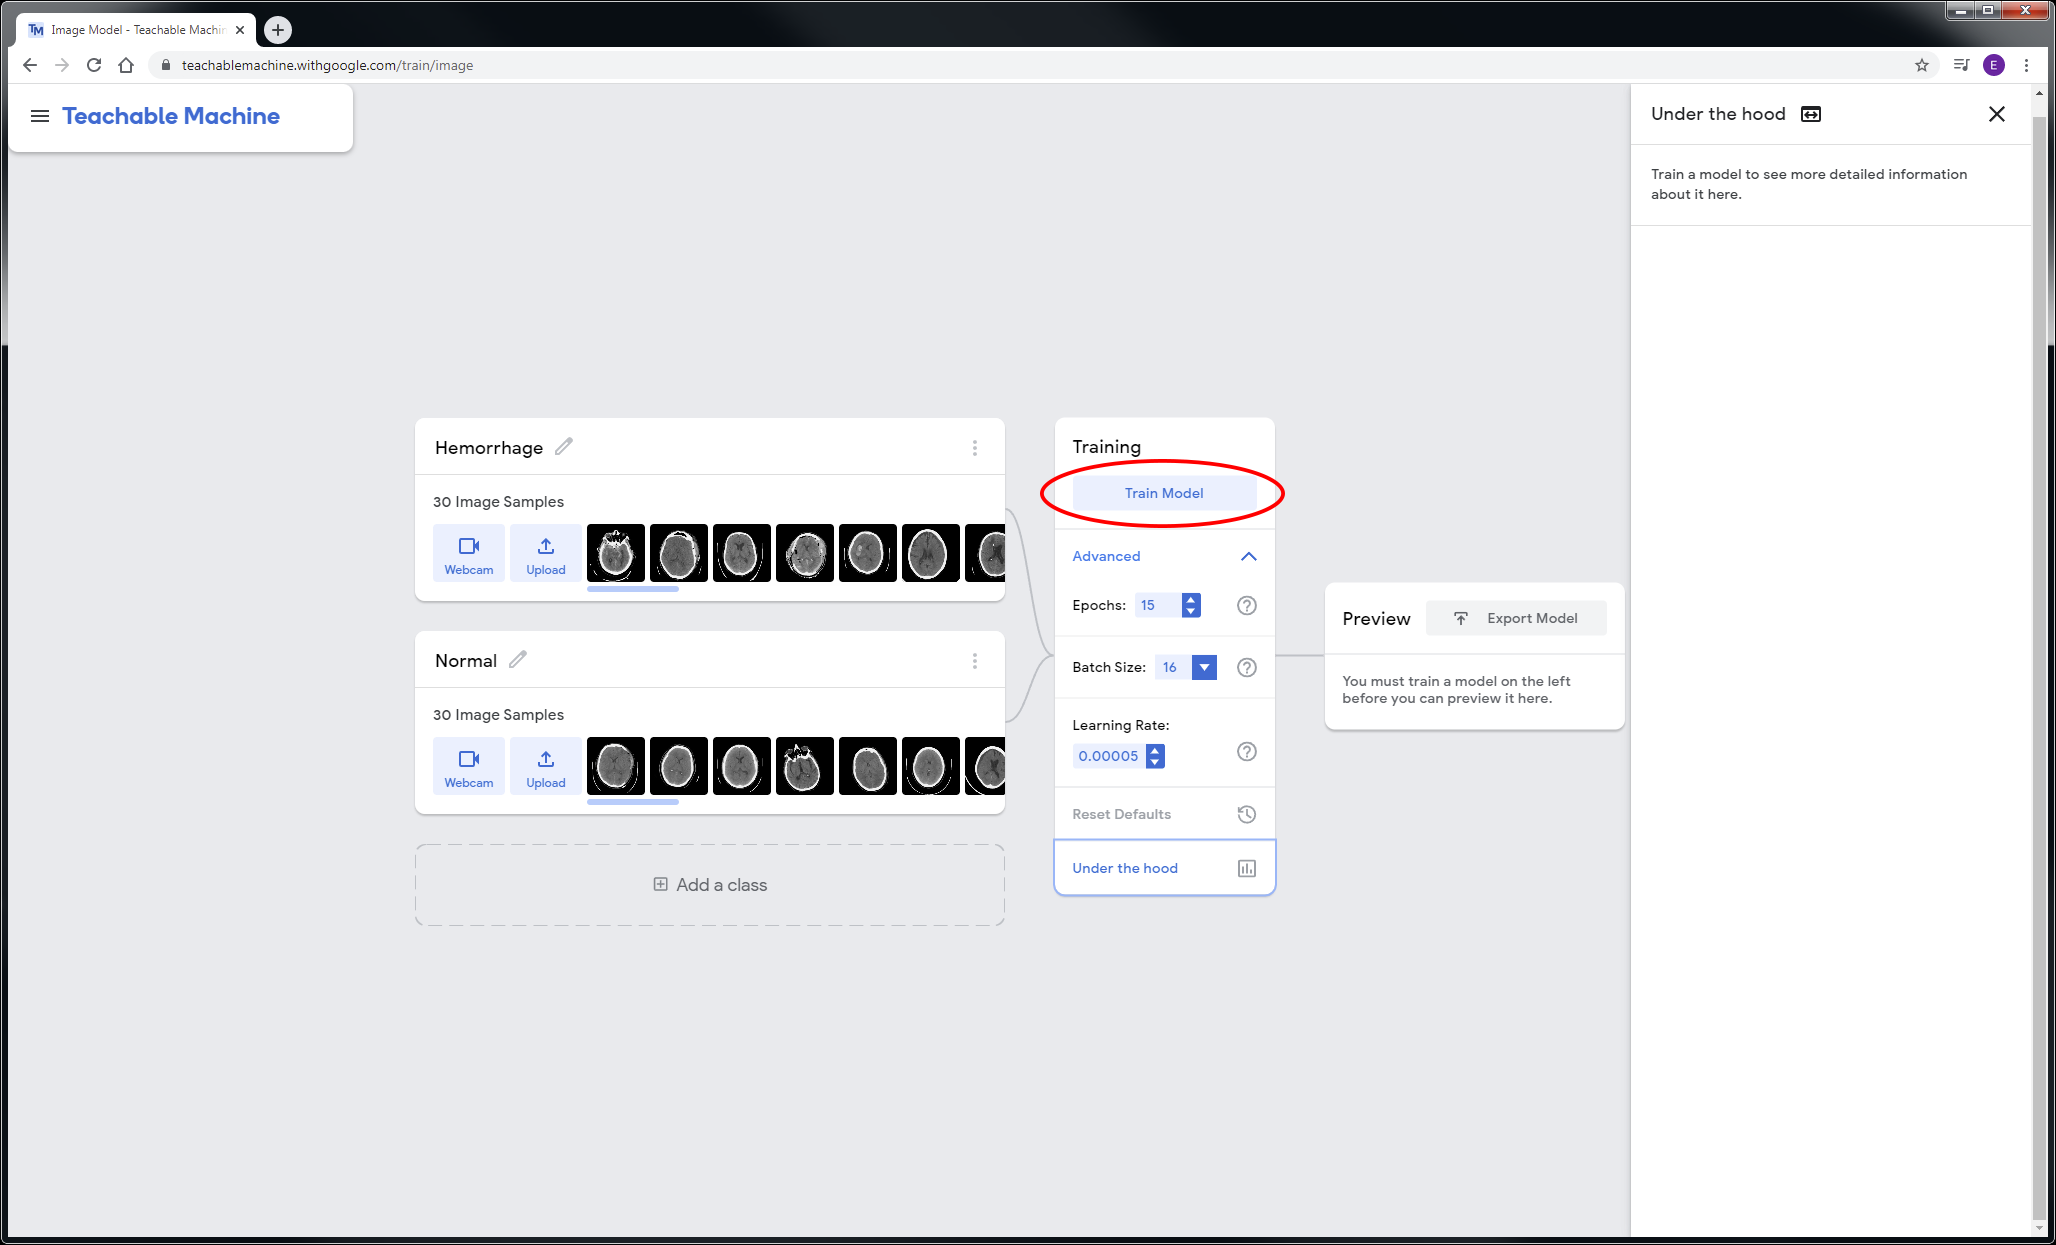 TM Image Model - Teachable Machin
teachablemachine.withgoogle.com/train/image
E
Teachable Machine
Under the hood
Train a model to see more detailed information
about it here.
Hemorrhage
30 Image Samples
Webcam
Upload
Normal
30 Image Samples
Webcam
Upload
Add a class
Training
Train Model
Advanced
Epochs: 15
Batch Size: 16
Learning Rate:
0.00005
Reset Defaults
Under the hood
Preview
Export Model
You must train a model on the left
before you can preview it here.